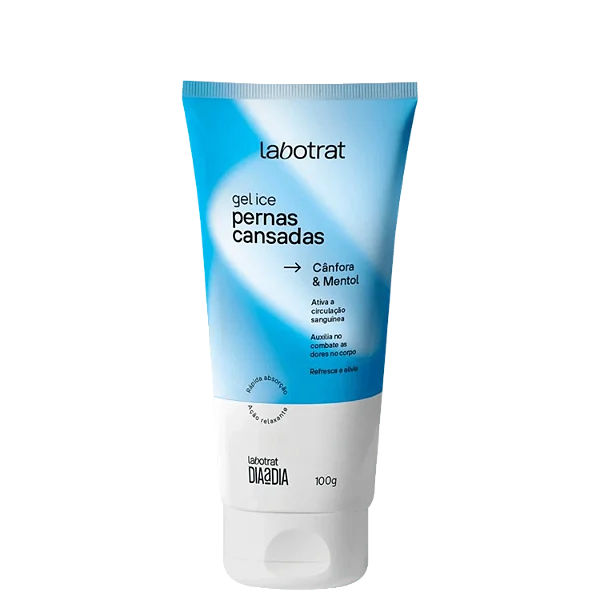 labotrat
gel ice
pernas
cansadas
→ Cânfora
& Mentol
Ativa a
circulação
sanguínea
Auxilia no
combate as
dores no corpo
Refresca e alivia
Rápida absorção
Ação relaxante
labotrat
DIAaDIA
100g